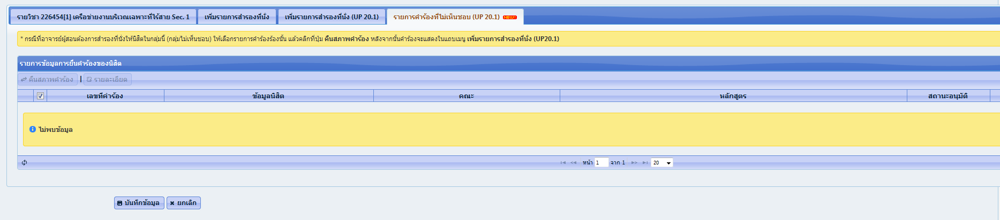 รายวิชา 226454[1] เครือข่ายงานบริเวณเฉพาะที่ไร้สาย Sec. 1 เพิ่มรายการสำรองที่นั่ง เพิ่มรายการสำรองที่นั่ง (UP 20.1) รายการคำร้องที่ไม่เห็นชอบ (UP 20.1) NEW!
* กรณีที่อาจารย์ผู้สอนต้องการสำรองที่นั่งให้นิสิตในกลุ่มนี้ (กลุ่มไม่เห็นชอบ) ให้เลือกรายการคำร้องร้องนั้น แล้วคลิกที่ปุ่ม คืนสภาพคำร้อง หลังจากนั้นคำร้องจะแสดงในแถบเมนู เพิ่มรายการสำรองที่นั่ง (UP20.1)
รายการข้อมูลการยื่นคำร้องของนิสิต
คืนสภาพคำร้อง | รายละเอียด
เลขที่คำร้อง ข้อมูลนิสิต คณะ หลักสูตร สถานะอนุมัติ
ไม่พบข้อมูล
หน้า 1 จาก 1 20
บันทึกข้อมูล ยกเลิก